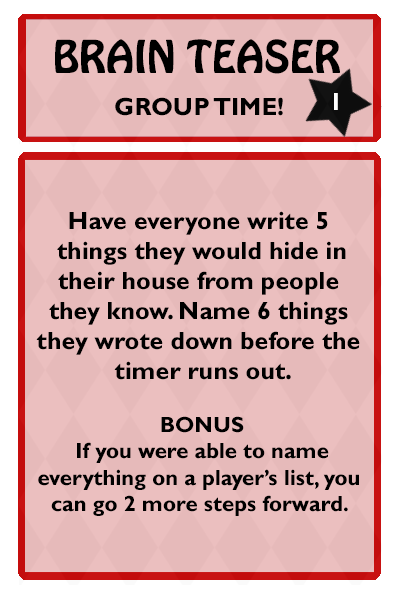 BRAIN TEASER
GROUP TIME!
1
Have everyone write 5
things they would hide in
their house from people
they know. Name 6 things
they wrote down before the
timer runs out.
BONUS
If you were able to name
everything on a player's list, you
can go 2 more steps forward.